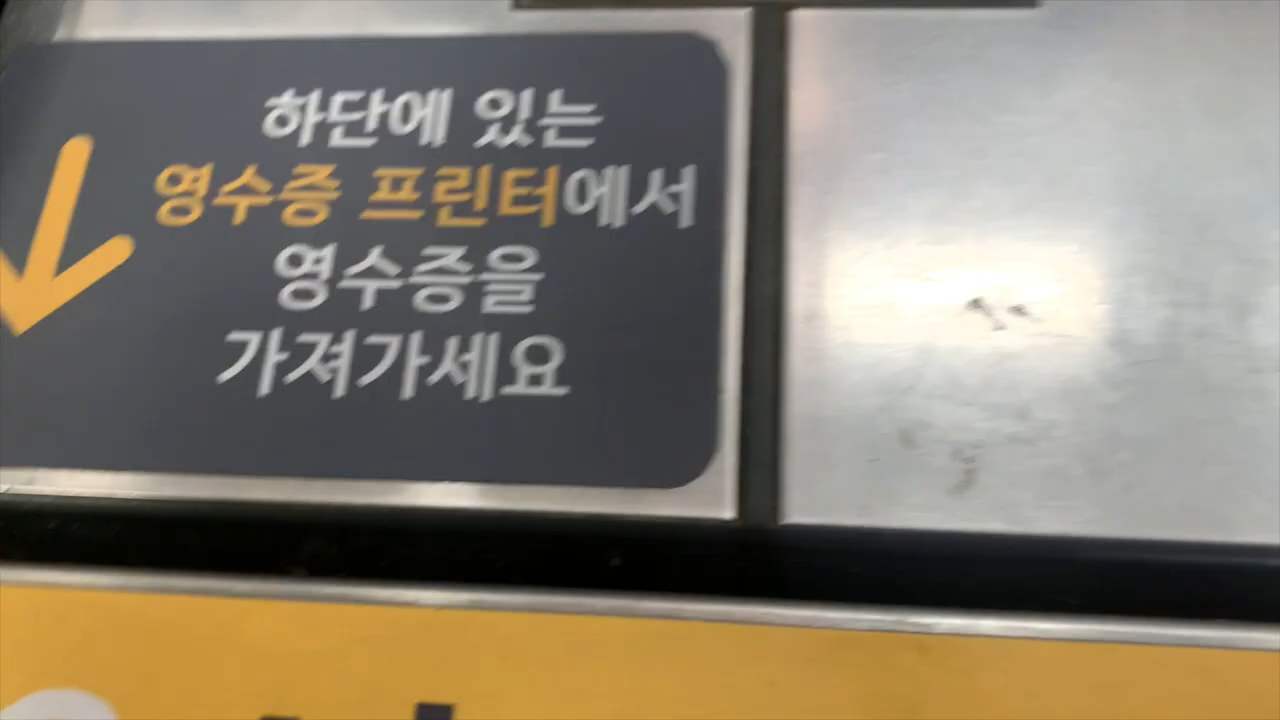 하단에 있는
영수증 프린터에서
영수증을
가져가세요